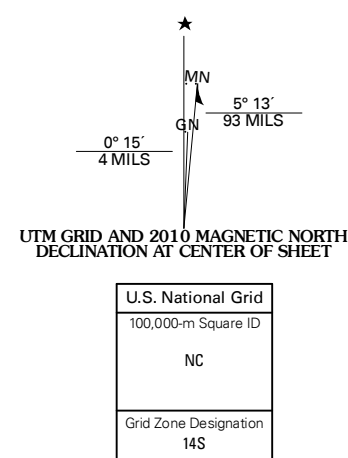 MN
5° 13´
93 MILS
GN
0° 15´
4 MILS
UTM GRID AND 2010 MAGNETIC NORTH
DECLINATION AT CENTER OF SHEET
U.S. National Grid
100,000-m Square ID
NC
Grid Zone Designation
14S